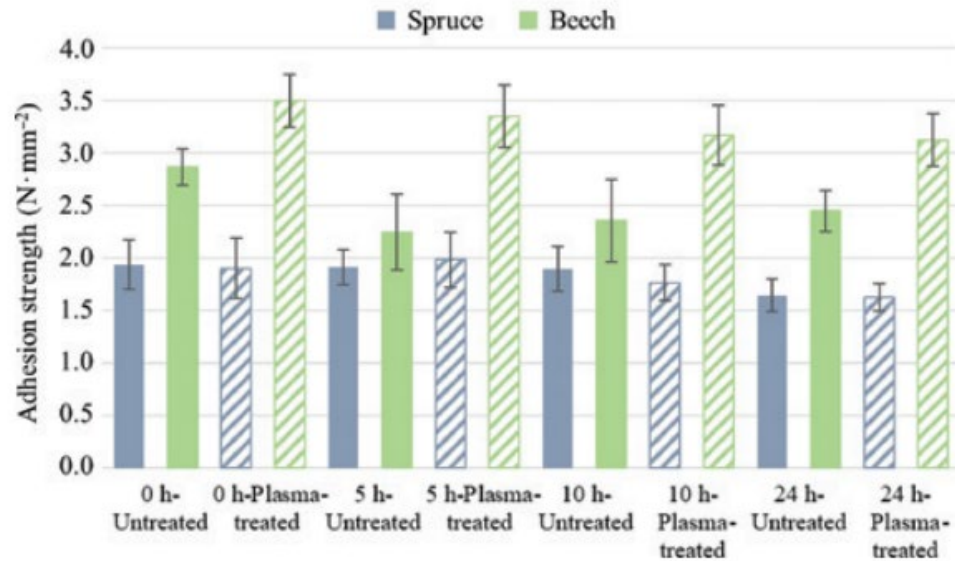 Spruce Beech
Adhesion strength (N·mm⁻²)
4.0
3.5
3.0
2.5
2.0
1.5
1.0
0.5
0.0
0 h-
Untreated
0 h-Plasma-
treated
5 h-
Untreated
5 h-Plasma-
treated
10 h-
Untreated
10 h-
Plasma-
treated
24 h-
Untreated
24 h-
Plasma-
treated